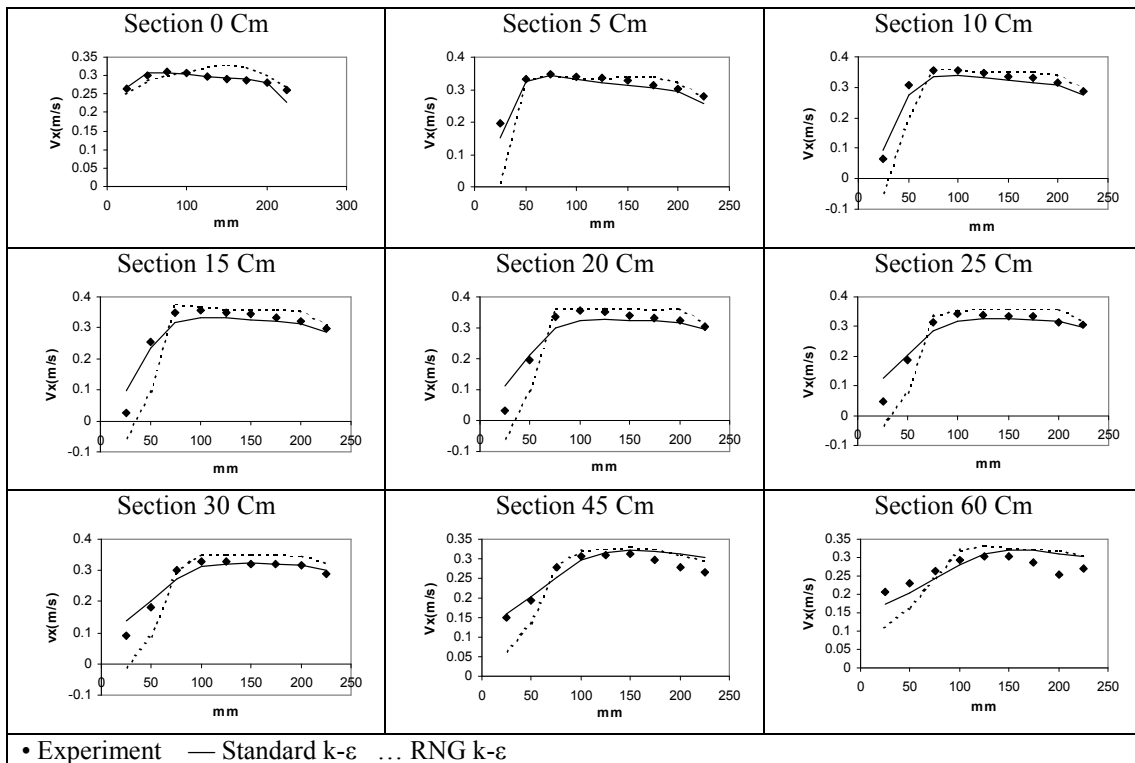 Section 0 Cm
0.35
0.3
0.25
0.2
0.15
0.1
0.05
0
0 100 200 300
Vx(m/s)
mm
Section 5 Cm
0.4
0.3
0.2
0.1
0
0 50 100 150 200 250
Vx(m/s)
mm
Section 10 Cm
0.4
0.3
0.2
0.1
0
-0.1
0 50 100 150 200 250
Vx(m/s)
mm
Section 15 Cm
0.4
0.3
0.2
0.1
0
-0.1
0 50 100 150 200 250
Vx(m/s)
mm
Section 20 Cm
0.4
0.3
0.2
0.1
0
-0.1
0 50 100 150 200 250
Vx(m/s)
mm
Section 25 Cm
0.4
0.3
0.2
0.1
0
-0.1
0 50 100 150 200 250
Vx(m/s)
mm
Section 30 Cm
0.4
0.3
0.2
0.1
0
-0.1
0 50 100 150 200 250
vx(m/s)
mm
Section 45 Cm
0.35
0.3
0.25
0.2
0.15
0.1
0.05
0
0 50 100 150 200 250
Vx(m/s)
mm
Section 60 Cm
0.35
0.3
0.25
0.2
0.15
0.1
0.05
0
0 50 100 150 200 250
Vx(m/s)
mm
• Experiment — Standard k-ε … RNG k-ε